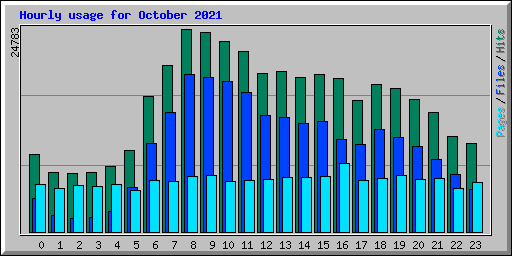 Hourly usage for October 2021
24783
Pages/Files/Hits
0 1 2 3 4 5 6 7 8 9 10 11 12 13 14 15 16 17 18 19 20 21 22 23